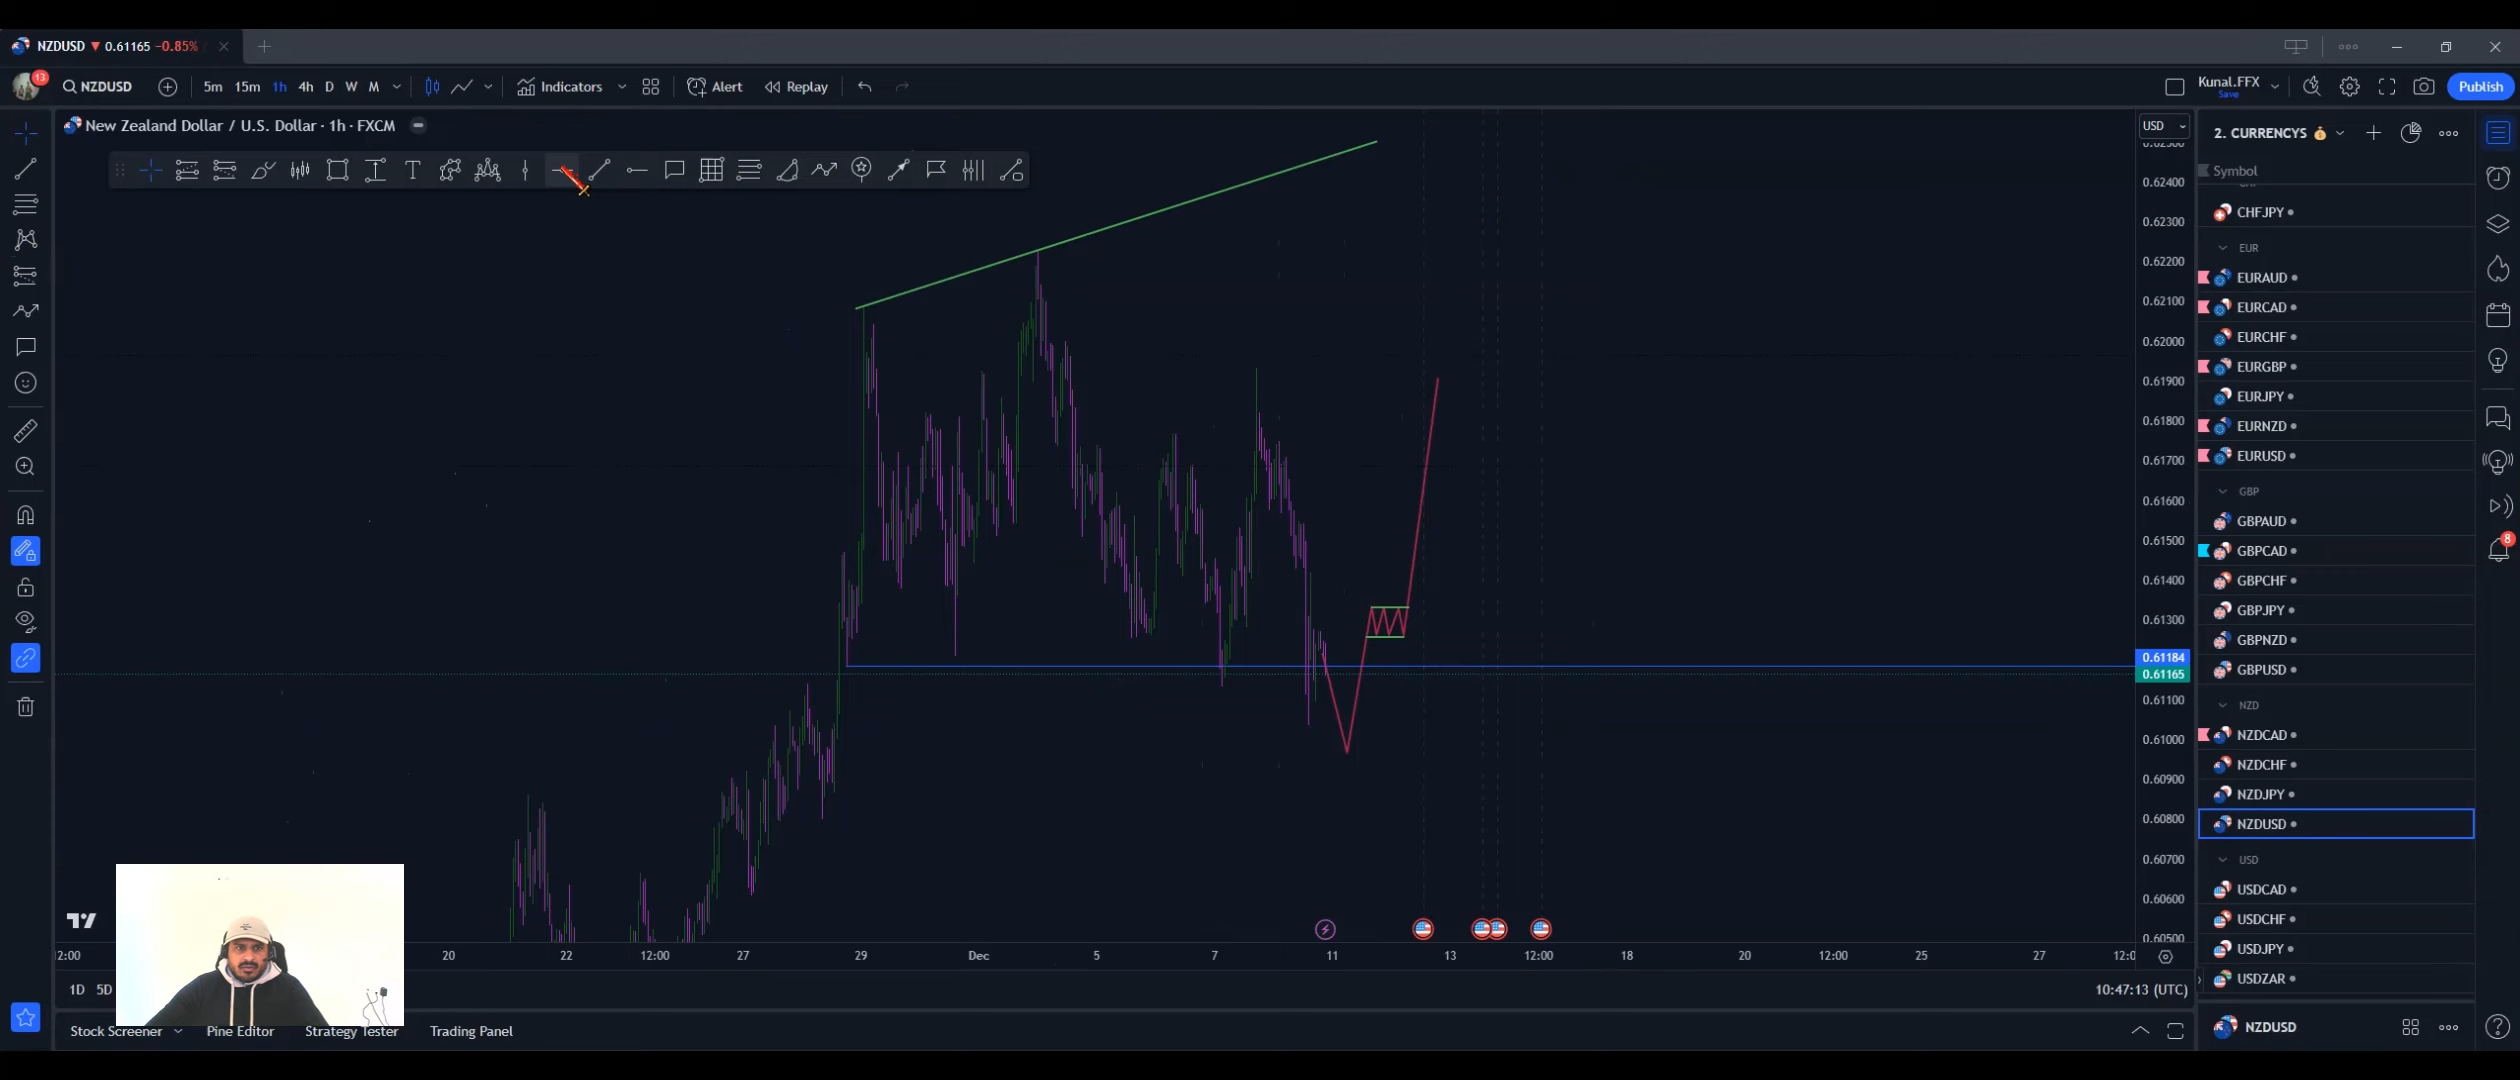 NZDUSD ▼ 0.61165 -0.85%
13
NZDUSD 5m 15m 1h 4h D W M Indicators Alert Replay
Kunal.FFX
Save
Publish
New Zealand Dollar / U.S. Dollar · 1h · FXCM
USD
0.62400
0.62300
0.62200
0.62100
0.62000
0.61900
0.61800
0.61700
0.61600
0.61500
0.61400
0.61300
0.61184
0.61165
0.61100
0.61000
0.60900
0.60800
0.60700
0.60600
0.60500
20 22 12:00 27 29 Dec 5 7 11 13 12:00 18 20 12:00 25 27
1D 5D
10:47:13 (UTC)
Stock Screener Pine Editor Strategy Tester Trading Panel
2. CURRENCYS
Symbol
CHFJPY
EUR
EURAUD
EURCAD
EURCHF
EURGBP
EURJPY
EURNZD
EURUSD
GBP
GBPAUD
GBPCAD
GBPCHF
GBPJPY
GBPNZD
GBPUSD
NZD
NZDCAD
NZDCHF
NZDJPY
NZDUSD
USD
USDCAD
USDCHF
USDJPY
USDZAR
NZDUSD
8